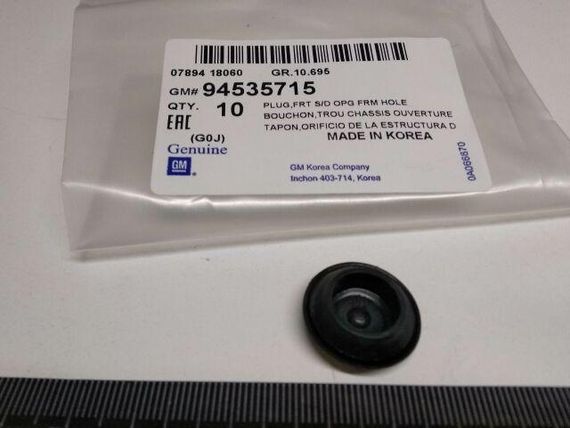 07894 18060 GR.10.695
GM# 94535715
QTY. 10
PLUG,FRT S/D OPG FRM HOLE
BOUCHON,TROU CHASSIS OUVERTURE
TAPON,ORIFICIO DE LA ESTRUCTURA D
EAC (G0J)
MADE IN KOREA
Genuine
GM
GM Korea Company
Inchon 403-714, Korea
0A066670